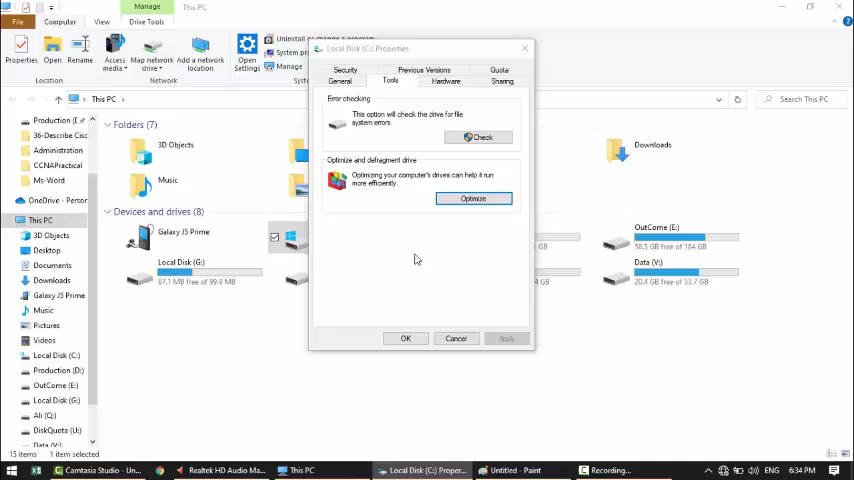 Manage
This PC
File
Computer
View
Drive Tools
Properties
Open
Rename
Access
media
Map network
drive
Add a network
location
Open
Settings
Uninstall or change a program
System pro
Manage
Location
Network
Local Disk (C:) Properties
Security
Previous Versions
Quota
General
Tools
Hardware
Sharing
Error checking
This option will check the drive for file
system errors.
Check
Optimize and defragment drive
Optimizing your computer's drives can help it run
more efficiently.
Optimize
OK
Cancel
Apply
This PC
Search This PC
Production (D
36-Describe Cisc
Administration
CCNAPractical
Ms-Word
OneDrive - Person
This PC
3D Objects
Desktop
Documents
Downloads
Galaxy J5 Prime
Music
Pictures
Videos
Local Disk (C:)
Production (D:)
OutCome (E:)
Local Disk (G:)
Ali (Q:)
DiskQuota (U:)
Data (V:)
Folders (7)
3D Objects
Downloads
Music
Devices and drives (8)
Galaxy J5 Prime
GB
OutCome (E:)
58.5 GB free of 184 GB
Local Disk (G:)
67.1 MB free of 99.9 MB
GB
Data (V:)
20.4 GB free of 53.7 GB
15 items
1 item selected
Camtasia Studio - Un...
Realtek HD Audio Ma...
This PC
Local Disk (C:) Proper...
Untitled - Paint
Recording...
ENG
6:34 PM